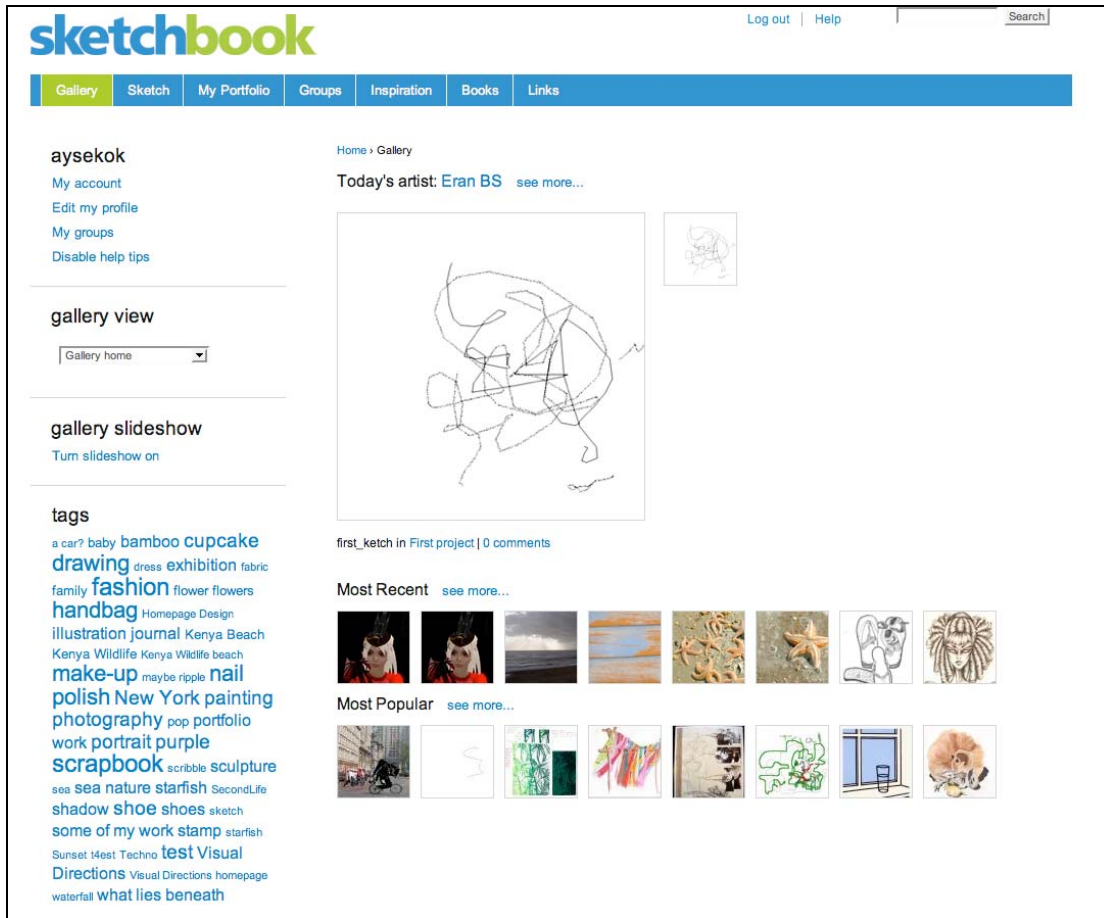 sketchbook
Log out | Help
Search
Gallery Sketch My Portfolio Groups Inspiration Books Links
aysekok
My account
Edit my profile
My groups
Disable help tips
gallery view
Gallery home
gallery slideshow
Turn slideshow on
tags
a car? baby bamboo cupcake
drawing dress exhibition fabric
family fashion flower flowers
handbag Homepage Design
illustration journal Kenya Beach
Kenya Wildlife Kenya Wildlife beach
make-up maybe ripple nail
polish New York painting
photography pop portfolio
work portrait purple
scrapbook scribble sculpture
sea sea nature starfish SecondLife
shadow shoe shoes sketch
some of my work stamp starfish
Sunset t4est Techno test Visual
Directions Visual Directions homepage
waterfall what lies beneath
Home › Gallery
Today's artist: Eran BS see more...
first_ketch in First project | 0 comments
Most Recent see more...
Most Popular see more...